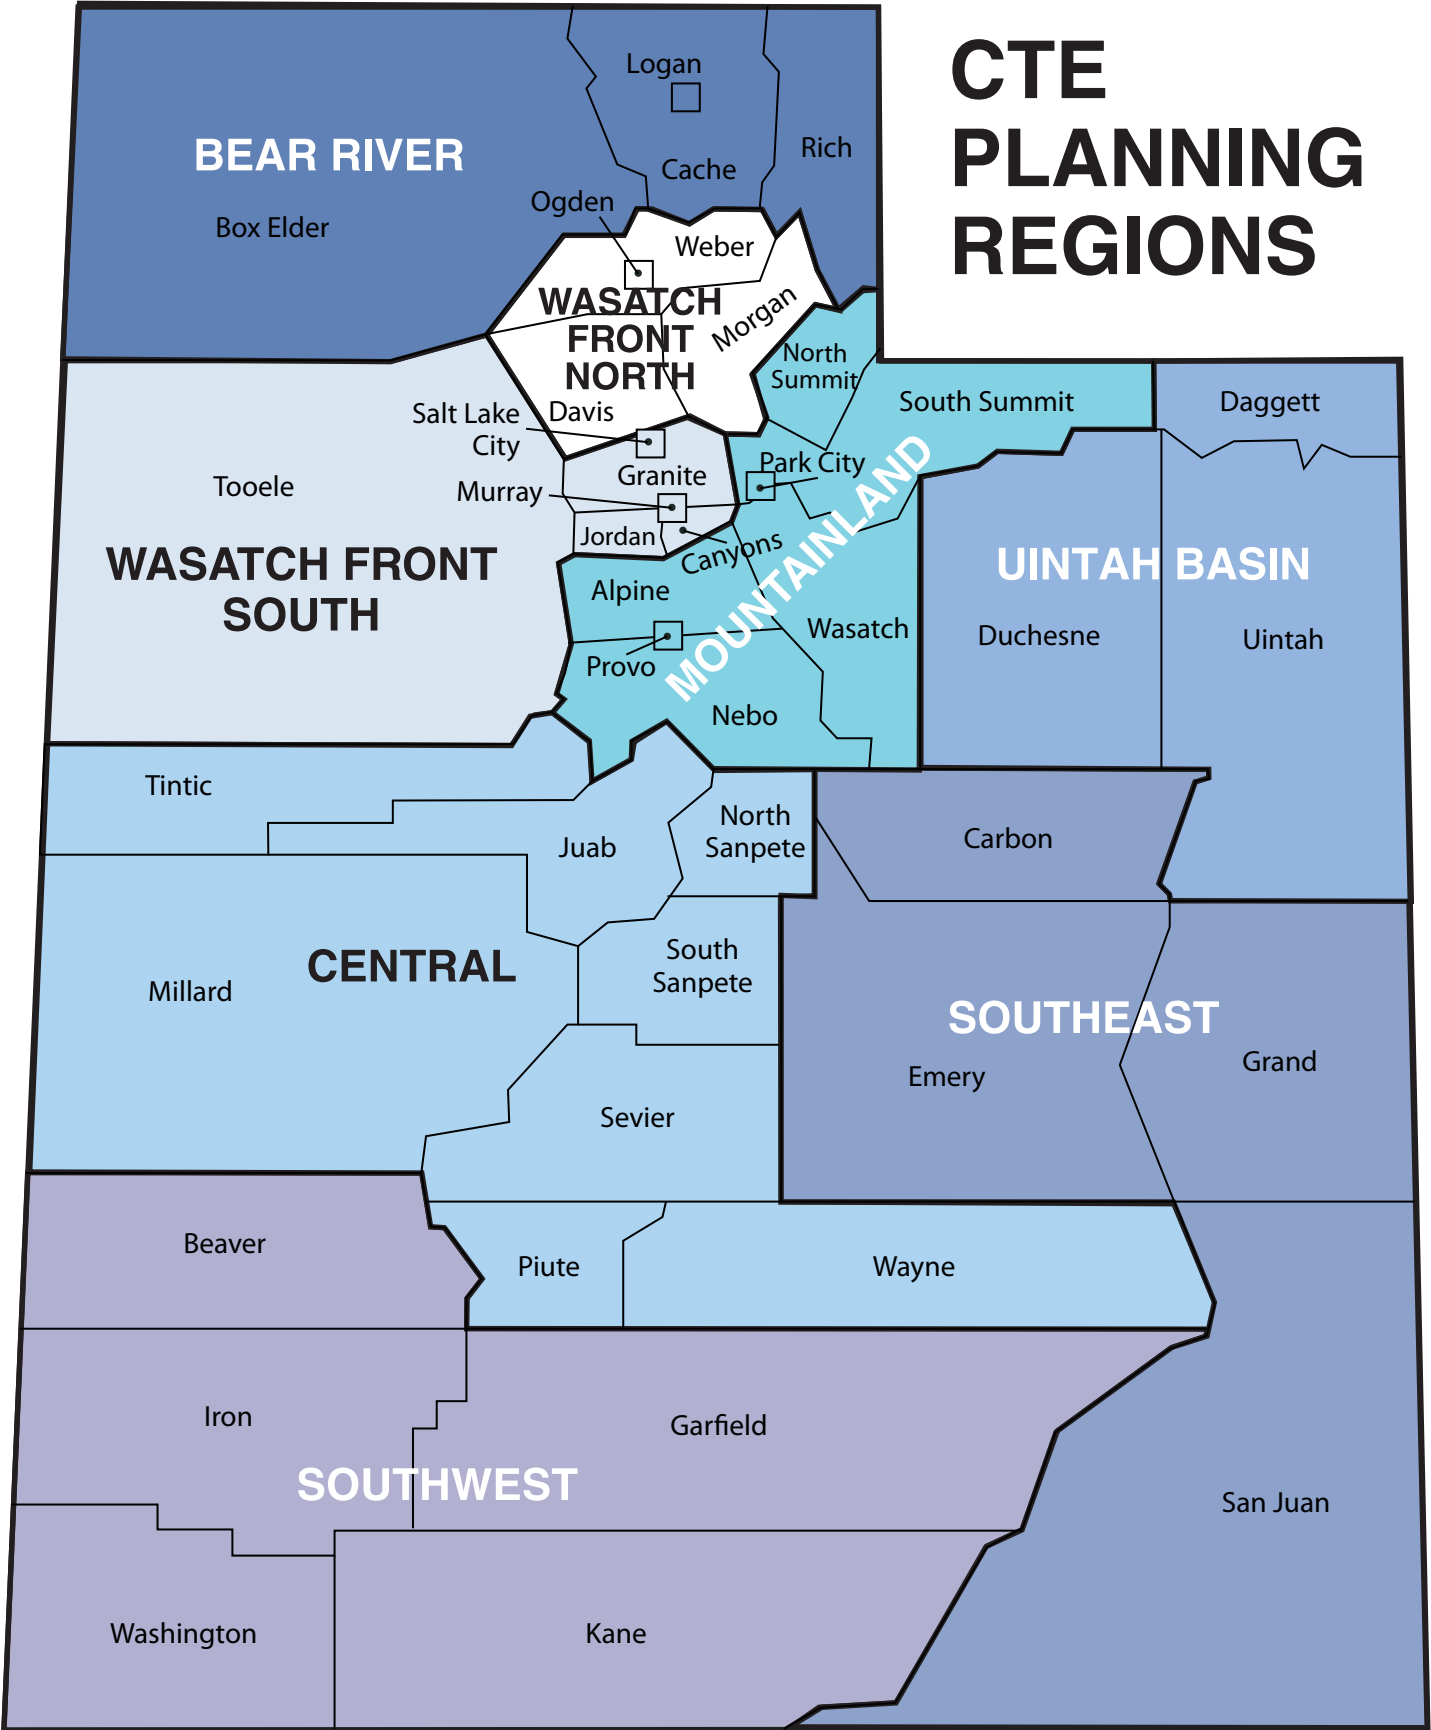 CTE
PLANNING
REGIONS
Logan
BEAR RIVER
Rich
Cache
Ogden
Box Elder
Weber
WASATCH
FRONT
NORTH
Morgan
North
Summit
South Summit
Daggett
Davis
Salt Lake
City
Park City
Granite
Tooele
Murray
Jordan
Canyons
WASATCH FRONT
SOUTH
MOUNTAINLAND
UINTAH BASIN
Alpine
Wasatch
Duchesne
Uintah
Provo
Nebo
Tintic
North
Sanpete
Juab
Carbon
South
Sanpete
CENTRAL
Millard
SOUTHEAST
Emery
Grand
Sevier
Beaver
Piute
Wayne
Iron
Garfield
SOUTHWEST
San Juan
Washington
Kane